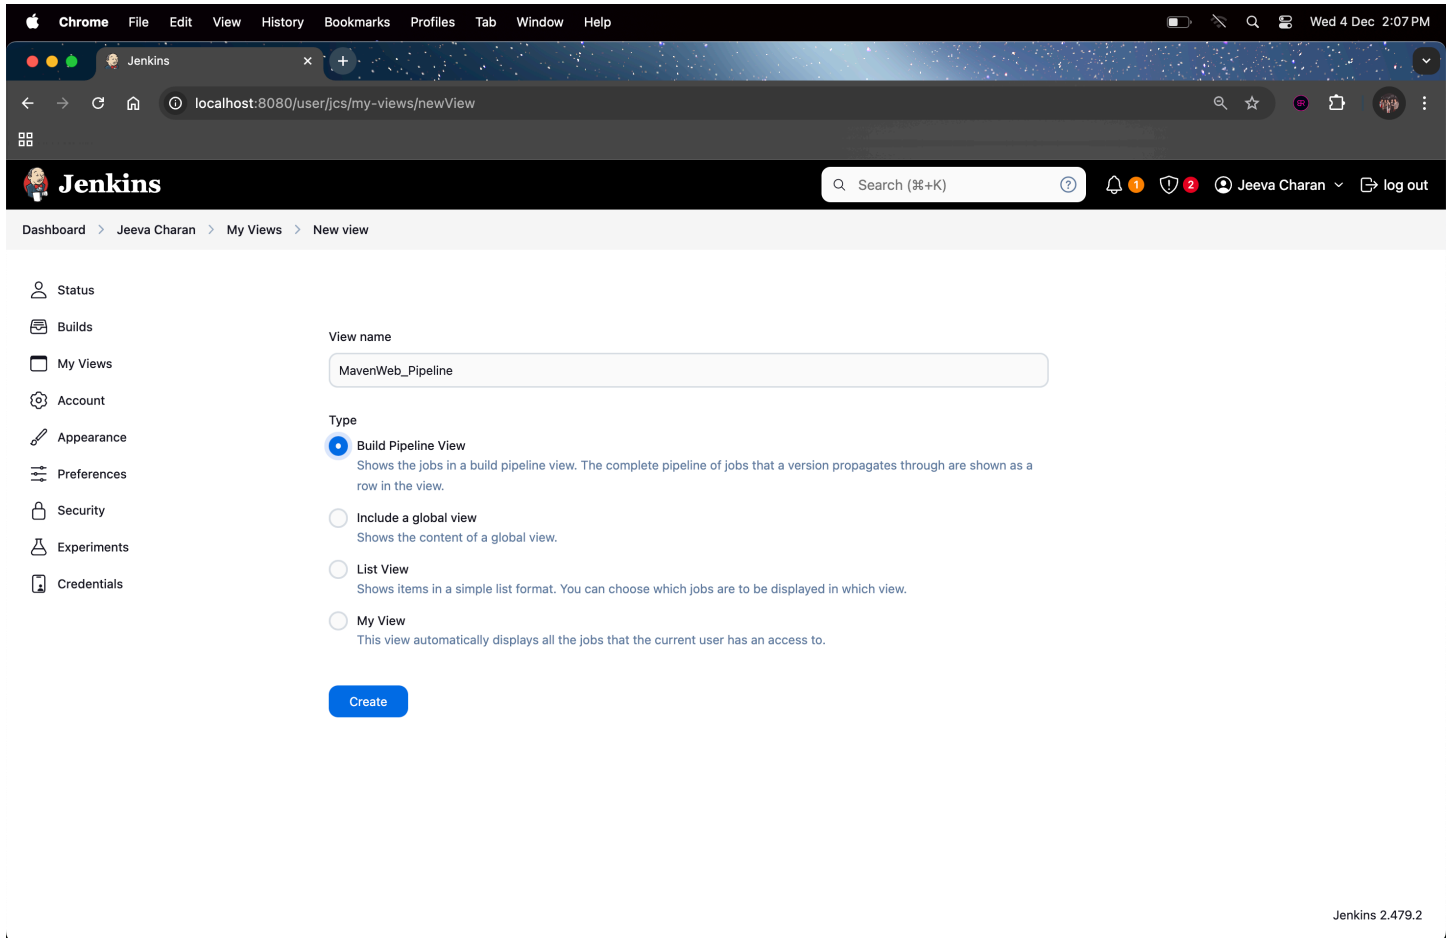 Chrome File Edit View History Bookmarks Profiles Tab Window Help Wed 4 Dec 2:07 PM
Jenkins
localhost:8080/user/jcs/my-views/newView
Jenkins Search (⌘+K) ? 1 2 Jeeva Charan log out
Dashboard > Jeeva Charan > My Views > New view
Status
Builds
My Views
Account
Appearance
Preferences
Security
Experiments
Credentials
View name
MavenWeb_Pipeline
Type
Build Pipeline View
Shows the jobs in a build pipeline view. The complete pipeline of jobs that a version propagates through are shown as a
row in the view.
Include a global view
Shows the content of a global view.
List View
Shows items in a simple list format. You can choose which jobs are to be displayed in which view.
My View
This view automatically displays all the jobs that the current user has an access to.
Create
Jenkins 2.479.2